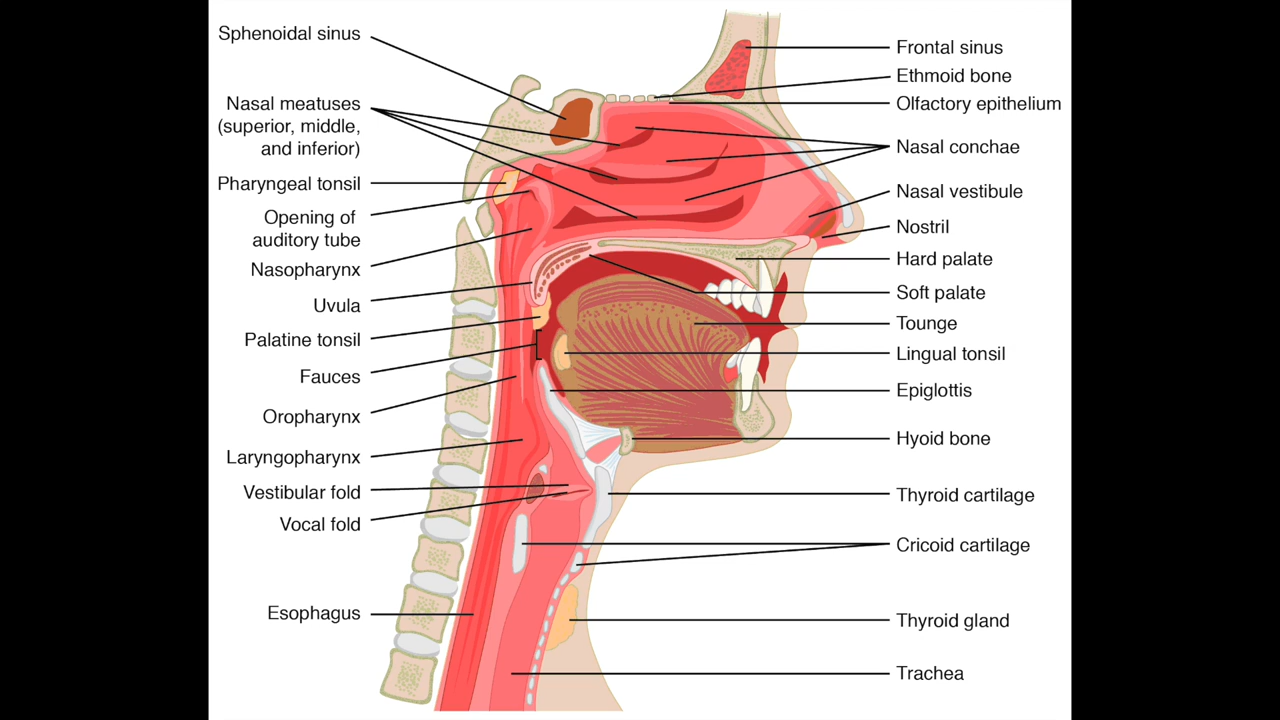 Sphenoidal sinus
Nasal meatuses
(superior, middle,
and inferior)
Pharyngeal tonsil
Opening of
auditory tube
Nasopharynx
Uvula
Palatine tonsil
Fauces
Oropharynx
Laryngopharynx
Vestibular fold
Vocal fold
Esophagus
Frontal sinus
Ethmoid bone
Olfactory epithelium
Nasal conchae
Nasal vestibule
Nostril
Hard palate
Soft palate
Tounge
Lingual tonsil
Epiglottis
Hyoid bone
Thyroid cartilage
Cricoid cartilage
Thyroid gland
Trachea